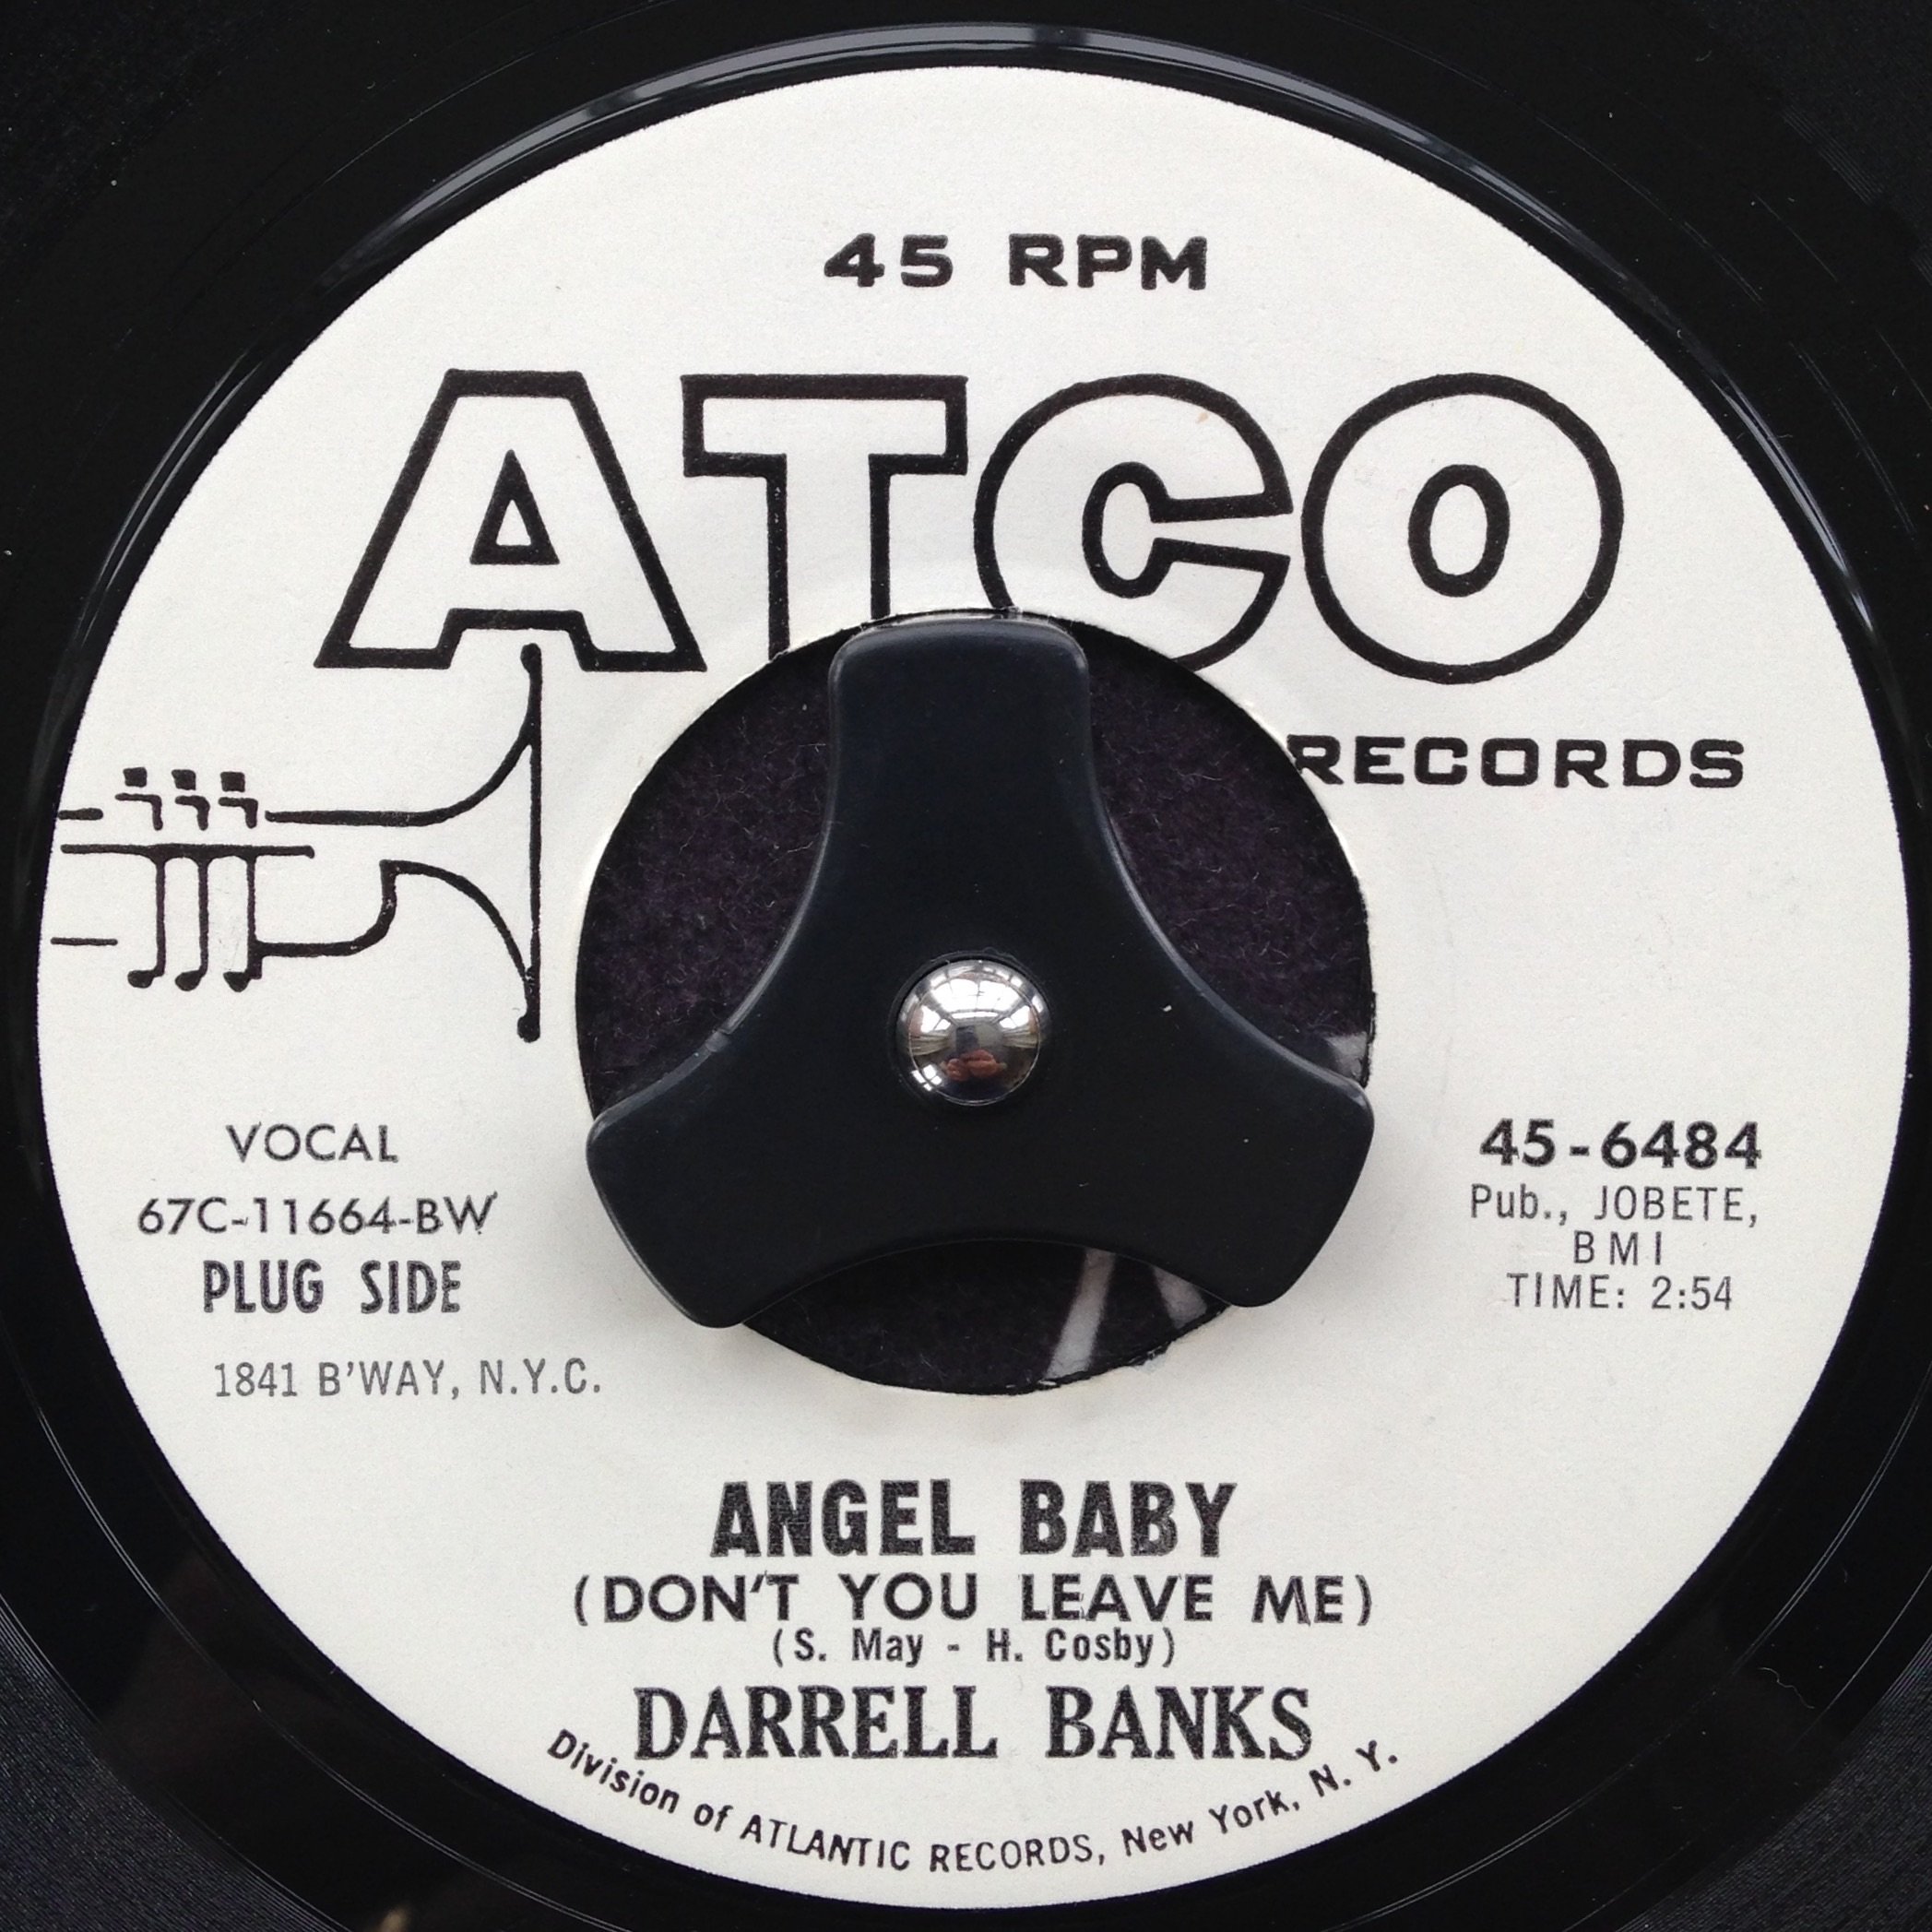 45 RPM
ATCO
RECORDS
VOCAL
67C-11664-BW
PLUG SIDE
1841 B'WAY, N.Y.C.
45-6484
Pub., JOBETE,
BMI
TIME: 2:54
ANGEL BABY
(DON'T YOU LEAVE ME)
(S. May - H. Cosby)
DARRELL BANKS
Division of ATLANTIC RECORDS, New York, N. Y.